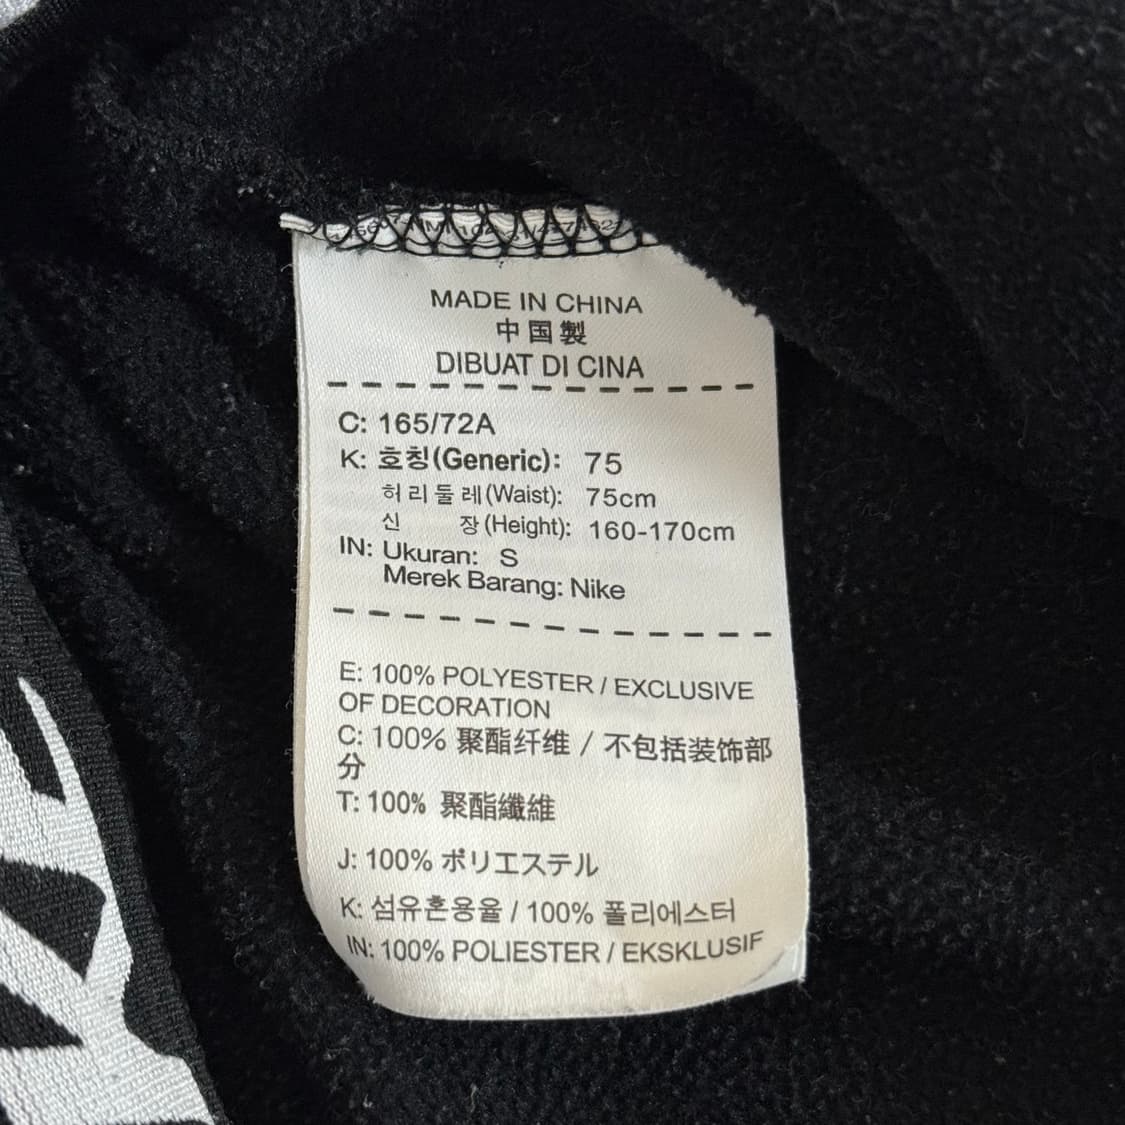 MADE IN CHINA
中国製
DIBUAT DI CINA
C: 165/72A
K: 호칭(Generic): 75
허리둘레(Waist): 75cm
신 장(Height): 160-170cm
IN: Ukuran: S
Merek Barang: Nike
E: 100% POLYESTER / EXCLUSIVE
OF DECORATION
C: 100% 聚酯纤维 / 不包括装饰部
分
T: 100% 聚酯纖維
J: 100% ポリエステル
K: 섬유혼용율 / 100% 폴리에스터
IN: 100% POLIESTER / EKSKLUSIF